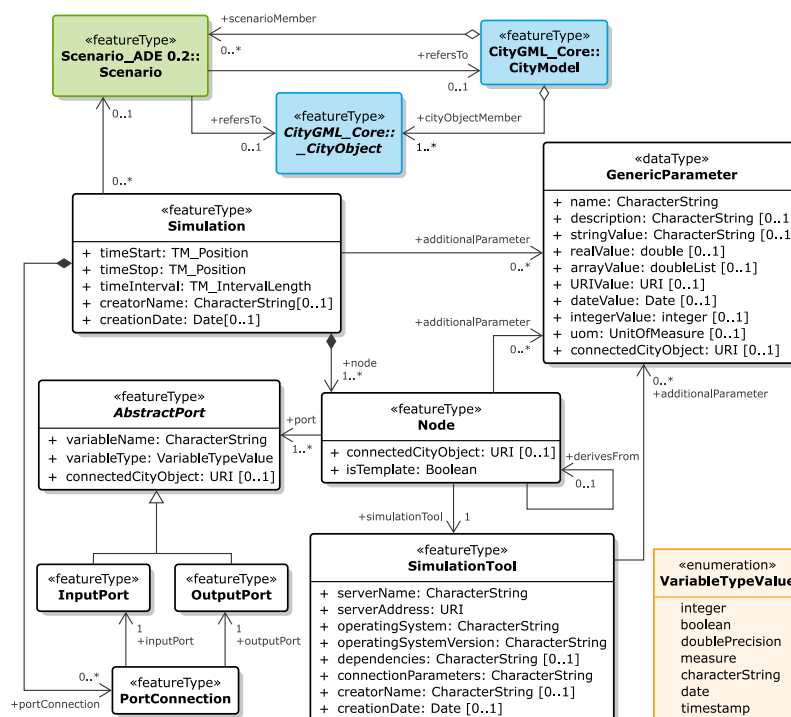 +scenarioMember
0..*
+refersTo
0..1
«featureType»
Scenario_ADE 0.2::
Scenario
«featureType»
CityGML_Core::
CityModel
0..1
+refersTo
0..1
«featureType»
CityGML_Core::
_CityObject
+cityObjectMember
1..*
0..*
«featureType»
Simulation
+ timeStart: TM_Position
+ timeStop: TM_Position
+ timeInterval: TM_IntervalLength
+ creatorName: CharacterString[0..1]
+ creationDate: Date[0..1]
+additionalParameter
0..*
«dataType»
GenericParameter
+ name: CharacterString
+ description: CharacterString [0..1
+ stringValue: CharacterString [0..1
+ realValue: double [0..1]
+ arrayValue: doubleList [0..1]
+ URIValue: URI [0..1]
+ dateValue: Date [0..1]
+ integerValue: integer [0..1]
+ uom: UnitOfMeasure [0..1]
+ connectedCityObject: URI [0..1]
+additionalParameter
0..*
+node
1..*
0..*
+additionalParameter
«featureType»
AbstractPort
+ variableName: CharacterString
+ variableType: VariableTypeValue
+ connectedCityObject: URI [0..1]
+port
1..*
«featureType»
Node
+ connectedCityObject: URI [0..1]
+ isTemplate: Boolean
+derivesFrom
0..1
+simulationTool
1
«featureType»
InputPort
«featureType»
OutputPort
1
+inputPort
1
+outputPort
0..*
+portConnection
«featureType»
PortConnection
«featureType»
SimulationTool
+ serverName: CharacterString
+ serverAddress: URI
+ operatingSystem: CharacterString
+ operatingSystemVersion: CharacterString
+ dependencies: CharacterString [0..1]
+ connectionParameters: CharacterString
+ creatorName: CharacterString [0..1]
+ creationDate: Date [0..1]
«enumeration»
VariableTypeValue
integer
boolean
doublePrecision
measure
characterString
date
timestamp